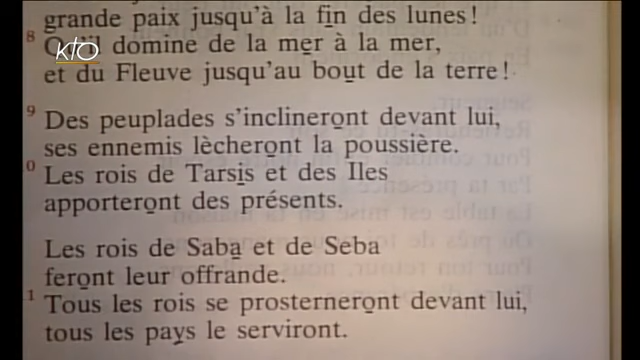 grande paix jusqu'à la fin des lunes !
8 Qu'il domine de la mer à la mer,
kto
et du Fleuve jusqu'au bout de la terre !
9 Des peuplades s'inclineront devant lui,
ses ennemis lècheront la poussière.
0 Les rois de Tarsis et des Iles
apporteront des présents.
Les rois de Saba et de Seba
feront leur offrande.
1 Tous les rois se prosterneront devant lui,
tous les pays le serviront.